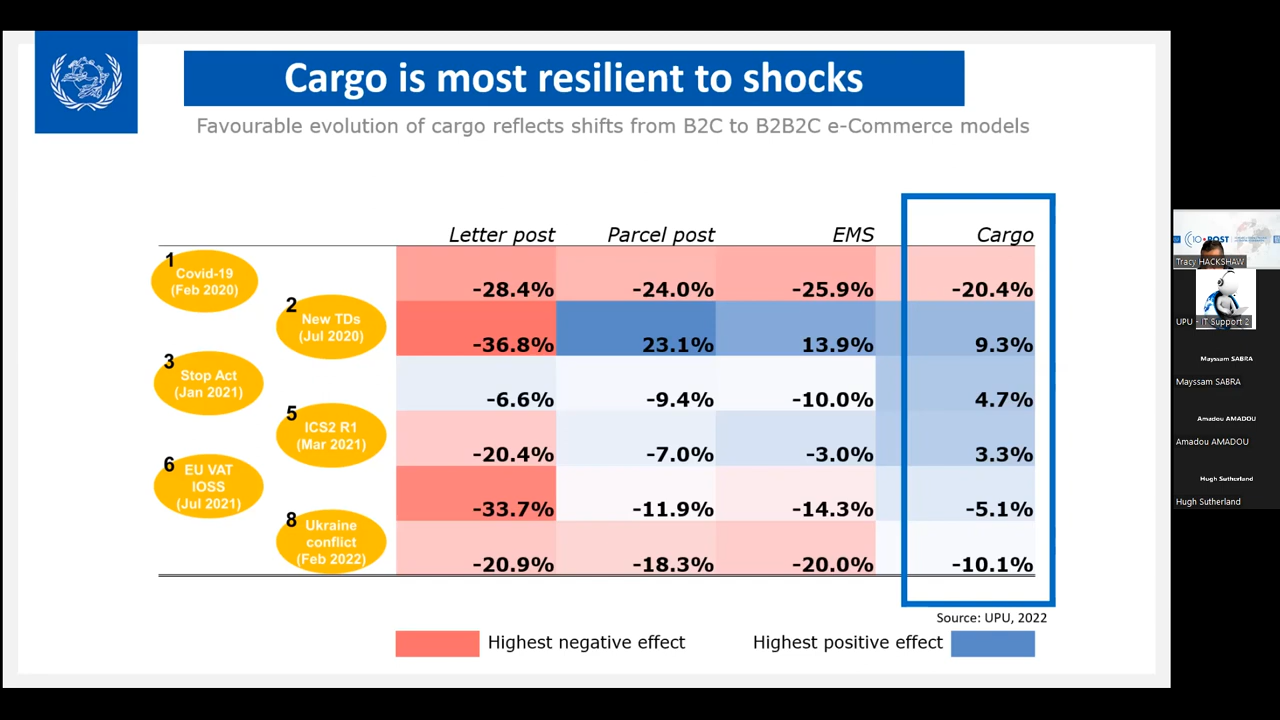 Cargo is most resilient to shocks
Favourable evolution of cargo reflects shifts from B2C to B2B2C e-Commerce models
Letter post Parcel post EMS Cargo
1
Covid-19
(Feb 2020)
-28.4% -24.0% -25.9% -20.4%
2
New TDs
(Jul 2020)
-36.8% 23.1% 13.9% 9.3%
3
Stop Act
(Jan 2021)
-6.6% -9.4% -10.0% 4.7%
5
ICS2 R1
(Mar 2021)
-20.4% -7.0% -3.0% 3.3%
6
EU VAT
IOSS
(Jul 2021)
-33.7% -11.9% -14.3% -5.1%
8
Ukraine
conflict
(Feb 2022)
-20.9% -18.3% -20.0% -10.1%
Source: UPU, 2022
Highest negative effect Highest positive effect
POST
Tracy HACKSHAW
UPU - IT Support 2
Mayssam SABRA
Mayssam SABRA
Amadou AMADOU
Amadou AMADOU
Hugh Sutherland
Hugh Sutherland